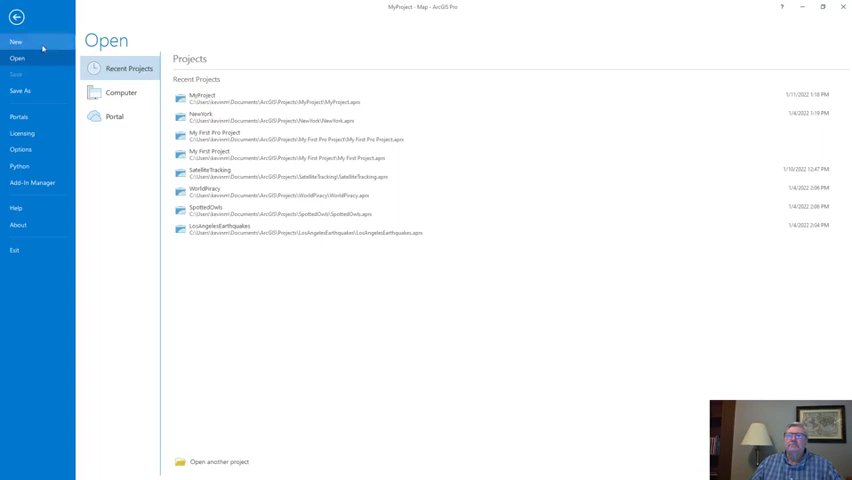 MyProject - Map - ArcGIS Pro
?
New
Open
Save
Save As
Portals
Licensing
Options
Python
Add-In Manager
Help
About
Exit
Open
Recent Projects
Computer
Portal
Projects
Recent Projects
MyProject
C:\Users\kevinm\Documents\ArcGIS\Projects\MyProject\MyProject.aprx
1/11/2022 1:18 PM
NewYork
C:\Users\kevinm\Documents\ArcGIS\Projects\NewYork\NewYork.aprx
1/4/2022 1:19 PM
My First Pro Project
C:\Users\kevinm\Documents\ArcGIS\Projects\My First Pro Project\My First Pro Project.aprx
My First Project
C:\Users\kevinm\Documents\ArcGIS\Projects\My First Project\My First Project.aprx
SatelliteTracking
C:\Users\kevinm\Documents\ArcGIS\Projects\SatelliteTracking\SatelliteTracking.aprx
1/10/2022 12:47 PM
WorldPiracy
C:\Users\kevinm\Documents\ArcGIS\Projects\WorldPiracy\WorldPiracy.aprx
1/4/2022 2:06 PM
SpottedOwls
C:\Users\kevinm\Documents\ArcGIS\Projects\SpottedOwls\SpottedOwls.aprx
1/4/2022 2:06 PM
LosAngelesEarthquakes
C:\Users\kevinm\Documents\ArcGIS\Projects\LosAngelesEarthquakes\LosAngelesEarthquakes.aprx
1/4/2022 2:04 PM
Open another project